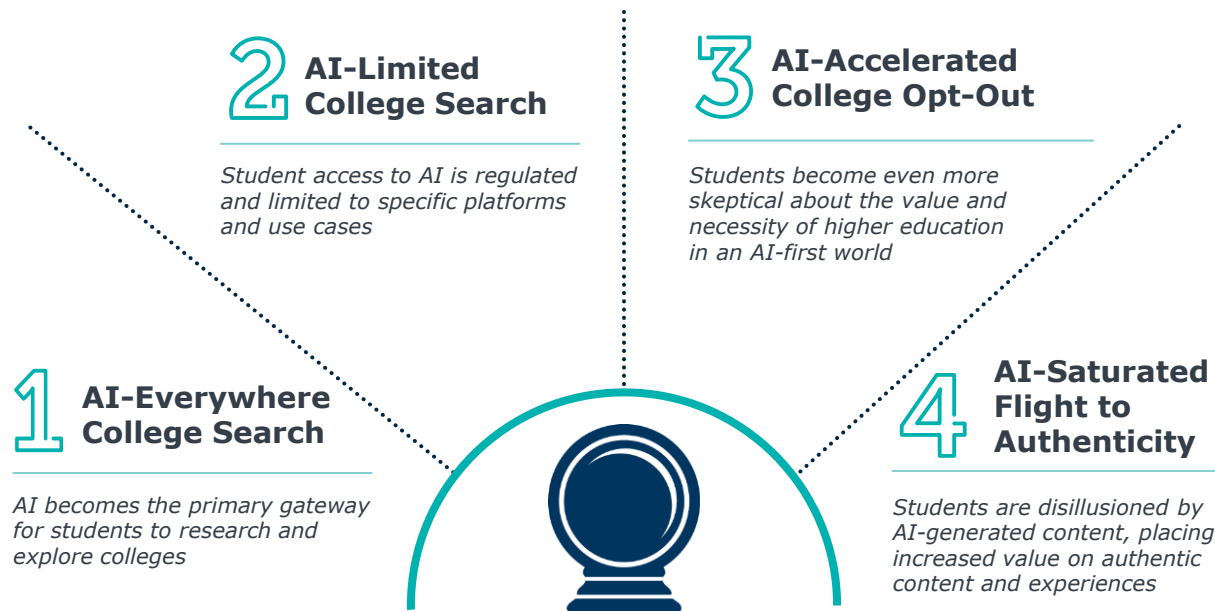 1
AI-Everywhere
College Search
AI becomes the primary gateway
for students to research and
explore colleges
2
AI-Limited
College Search
Student access to AI is regulated
and limited to specific platforms
and use cases
3
AI-Accelerated
College Opt-Out
Students become even more
skeptical about the value and
necessity of higher education
in an AI-first world
4
AI-Saturated
Flight to
Authenticity
Students are disillusioned by
AI-generated content, placing
increased value on authentic
content and experiences